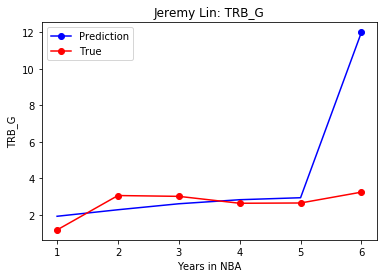 Jeremy Lin: TRB_G
Prediction
True
12
10
8
6
4
2
TRB_G
1 2 3 4 5 6
Years in NBA